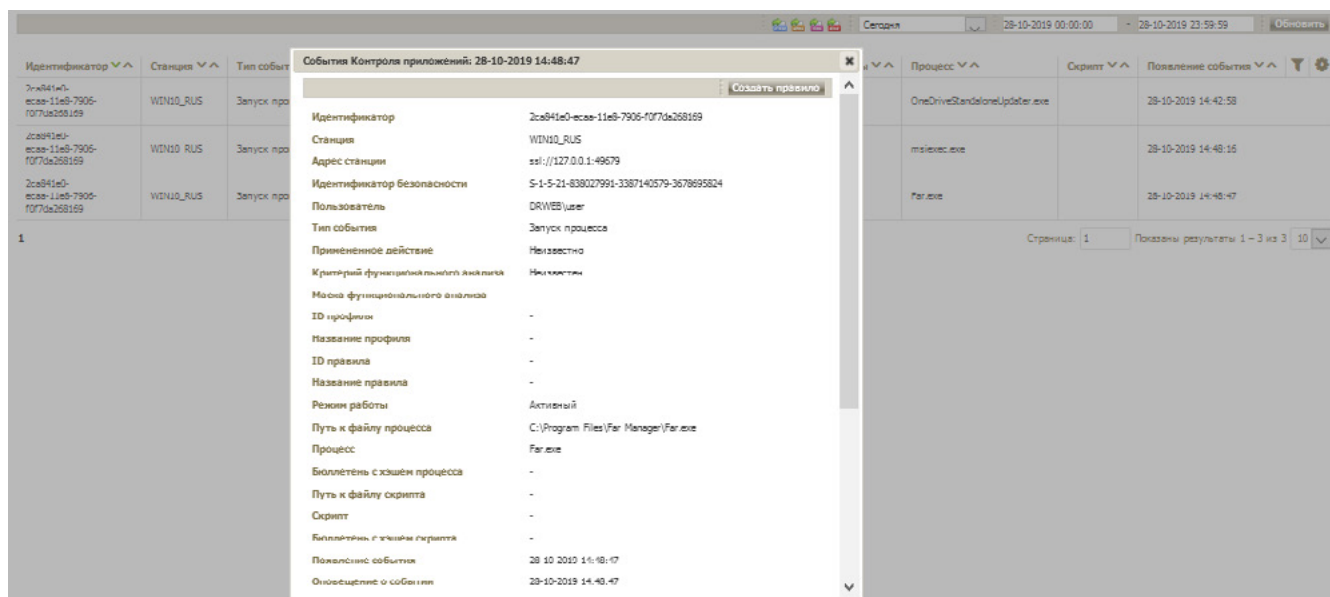 Сегодня 28-10-2019 00:00:00 - 28-10-2019 23:59:59 Обновить
Идентификатор Станция Тип событ Процесс Скрипт Появление события
2ca841e0-
ecaa-11e8-7906-
f0f7da268169
WIN10_RUS Запуск про OneDriveStandaloneUpdater.exe 28-10-2019 14:42:58
2ca841e0-
ecaa-11e8-7906-
f0f7da268169
WIN10_RUS Запуск про msiexec.exe 28-10-2019 14:48:16
2ca841e0-
ecaa-11e8-7906-
f0f7da268169
WIN10_RUS Запуск про Far.exe 28-10-2019 14:48:47
1 Страница: 1 Показаны результаты 1 – 3 из 3 10
События Контроля приложений: 28-10-2019 14:48:47
Создать правило
Идентификатор 2ca841e0-ecaa-11e8-7906-f0f7da268169
Станция WIN10_RUS
Адрес станции ssl://127.0.0.1:49679
Идентификатор безопасности S-1-5-21-838027991-3387140579-3678695824
Пользователь DRWEB\user
Тип события Запуск процесса
Примененное действие Неизвестно
Критерий функционального анализа Неизвестен
Маска функционального анализа
ID профиля -
Название профиля -
ID правила -
Название правила -
Режим работы Активный
Путь к файлу процесса C:\Program Files\Far Manager\Far.exe
Процесс Far.exe
Бюллетень с хэшем процесса -
Путь к файлу скрипта -
Скрипт -
Бюллетень с хэшем скрипта -
Появление события 28-10-2019 14:48:47
Оповещение о событии 28-10-2019 14:48:47